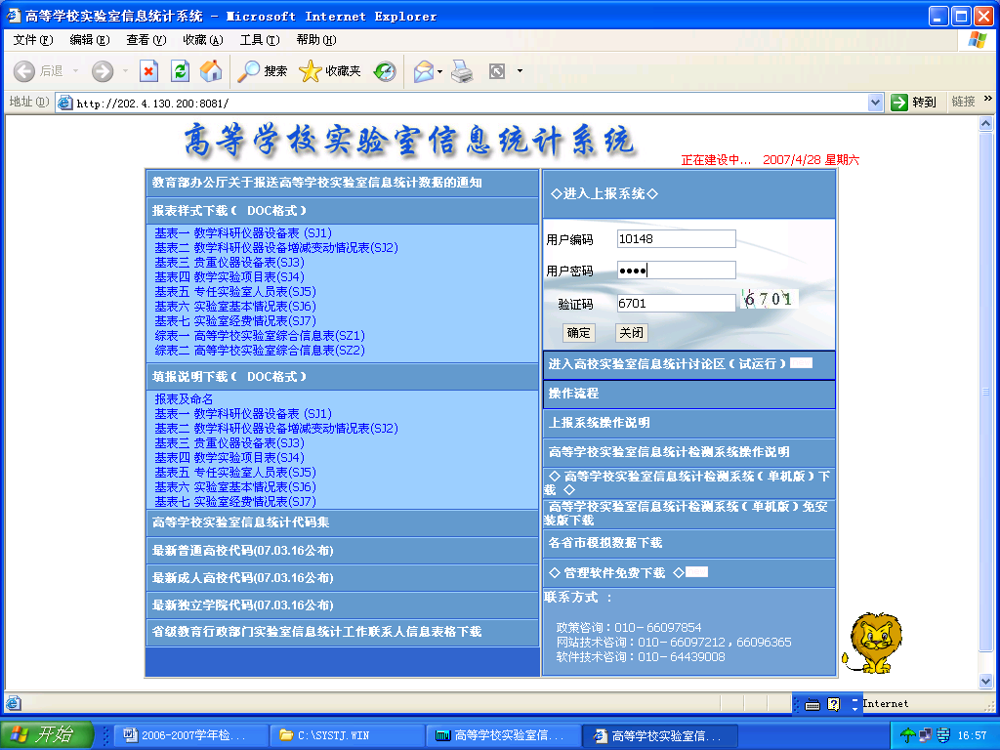 高等学校实验室信息统计系统 - Microsoft Internet Explorer
文件(F) 编辑(E) 查看(V) 收藏(A) 工具(T) 帮助(H)
后退 搜索 收藏夹
地址(D) http://202.4.130.200:8081/ 转到 链接 »
高等学校实验室信息统计系统
正在建设中... 2007/4/28 星期六
教育部办公厅关于报送高等学校实验室信息统计数据的通知
报表样式下载( DOC格式)
基表一 教学科研仪器设备表 (SJ1)
基表二 教学科研仪器设备增减变动情况表(SJ2)
基表三 贵重仪器设备表(SJ3)
基表四 教学实验项目表(SJ4)
基表五 专任实验室人员表(SJ5)
基表六 实验室基本情况表(SJ6)
基表七 实验室经费情况表(SJ7)
综表一 高等学校实验室综合信息表(SZ1)
综表二 高等学校实验室综合信息表(SZ2)
填报说明下载( DOC格式)
报表及命名
基表一 教学科研仪器设备表 (SJ1)
基表二 教学科研仪器设备增减变动情况表(SJ2)
基表三 贵重仪器设备表(SJ3)
基表四 教学实验项目表(SJ4)
基表五 专任实验室人员表(SJ5)
基表六 实验室基本情况表(SJ6)
基表七 实验室经费情况表(SJ7)
高等学校实验室信息统计代码集
最新普通高校代码(07.03.16公布)
最新成人高校代码(07.03.16公布)
最新独立学院代码(07.03.16公布)
省级教育行政部门实验室信息统计工作联系人信息表格下载
◇进入上报系统◇
用户编码 10148
用户密码 ●●●●
验证码 6701 6701
确定 关闭
进入高校实验室信息统计讨论区(试运行)
操作流程
上报系统操作说明
高等学校实验室信息统计检测系统操作说明
◇ 高等学校实验室信息统计检测系统(单机版)下
载 ◇
高等学校实验室信息统计检测系统(单机版)免安
装版下载
各省市模拟数据下载
◇ 管理软件免费下载 ◇
联系方式 :
政策咨询:010-66097854
网站技术咨询:010-66097212,66096365
软件技术咨询:010-64439008
Internet
开始 2006-2007学年检... C:\SYSTJ.WIN 高等学校实验室信... 高等学校实验室信... 16:57